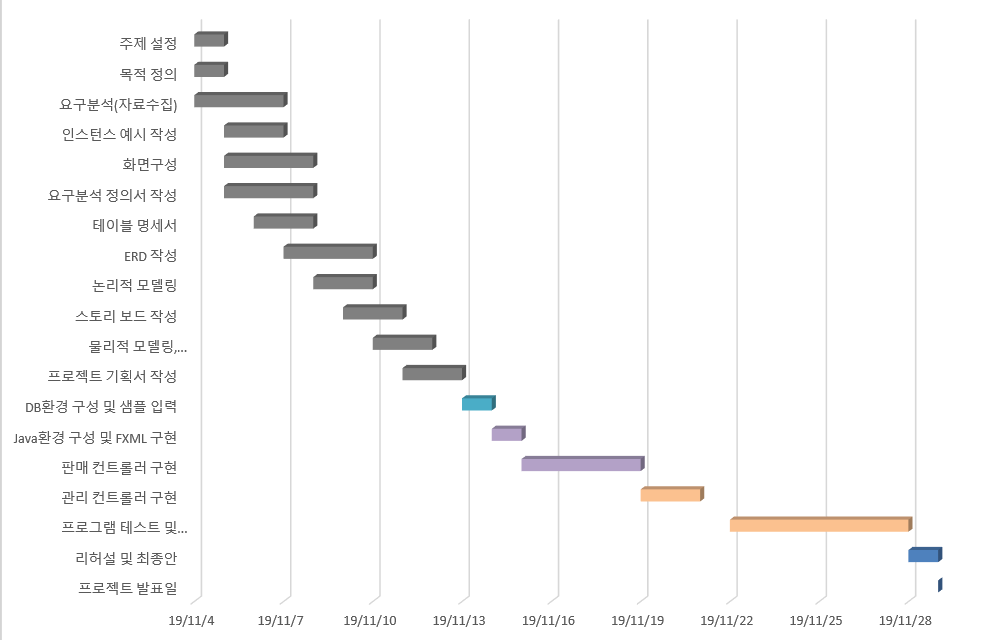 주제 설정
목적 정의
요구분석(자료수집)
인스턴스 예시 작성
화면구성
요구분석 정의서 작성
테이블 명세서
ERD 작성
논리적 모델링
스토리 보드 작성
물리적 모델링,...
프로젝트 기획서 작성
DB환경 구성 및 샘플 입력
Java환경 구성 및 FXML 구현
판매 컨트롤러 구현
관리 컨트롤러 구현
프로그램 테스트 및...
리허설 및 최종안
프로젝트 발표일
19/11/4 19/11/7 19/11/10 19/11/13 19/11/16 19/11/19 19/11/22 19/11/25 19/11/28